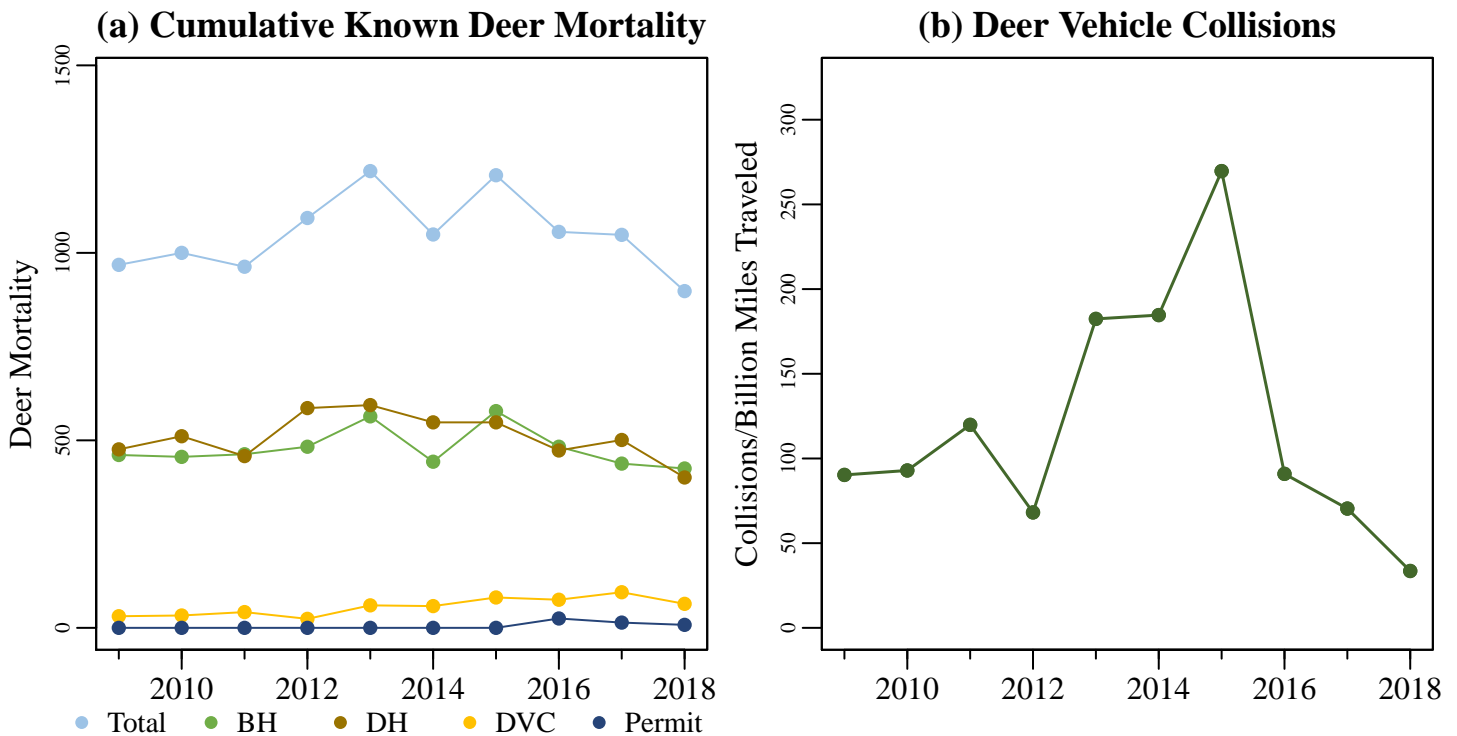 (a) Cumulative Known Deer Mortality
Deer Mortality
1500
1000
500
0
2010 2012 2014 2016 2018
Total BH DH DVC Permit
(b) Deer Vehicle Collisions
Collisions/Billion Miles Traveled
300
250
200
150
100
50
0
2010 2012 2014 2016 2018